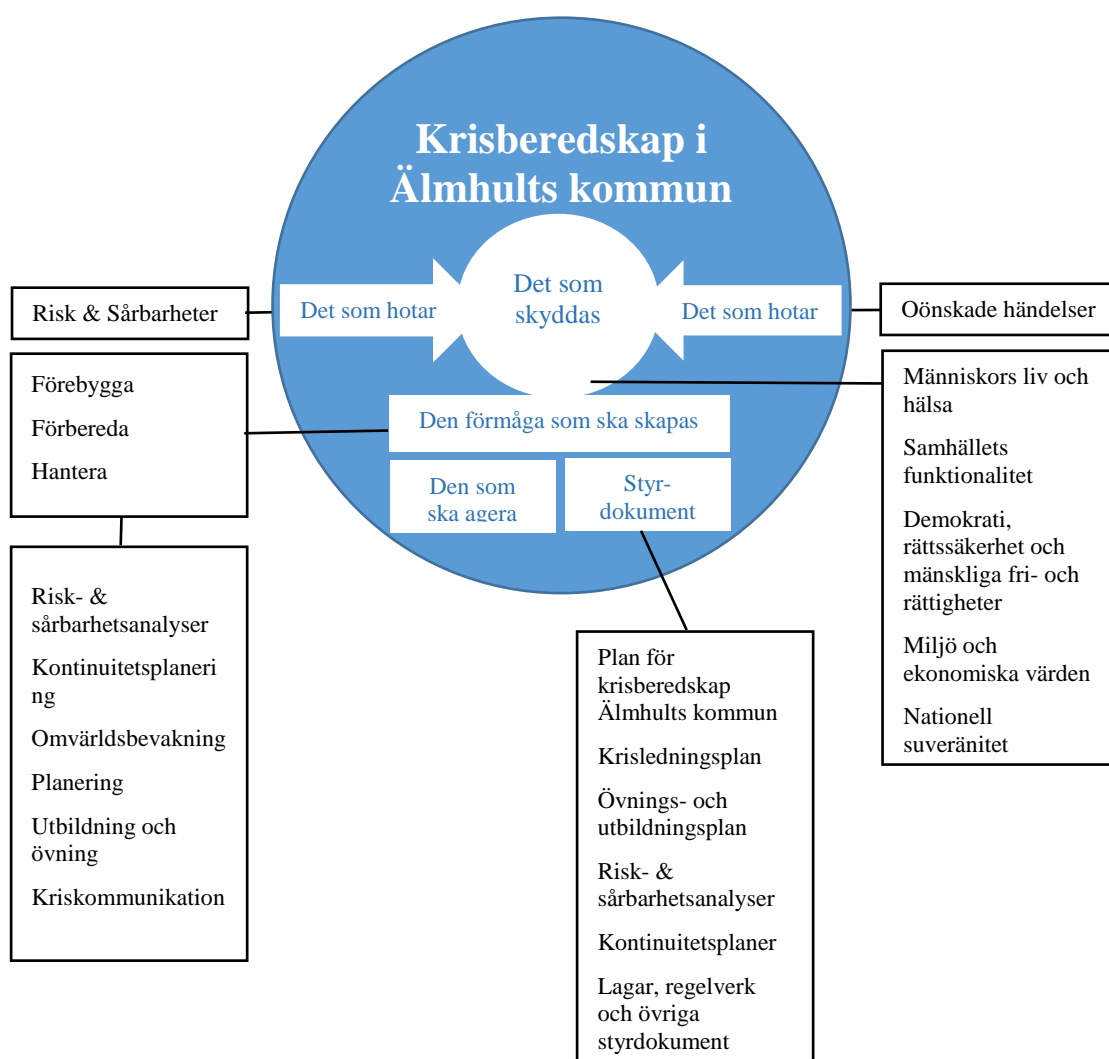 Krisberedskap i
Älmhults kommun
Det som
skyddas
Det som hotar
Det som hotar
Risk & Sårbarheter
Oönskade händelser
Förebygga
Förbereda
Hantera
Människors liv och
hälsa
Samhällets
funktionalitet
Demokrati,
rättssäkerhet och
mänskliga fri- och
rättigheter
Miljö och
ekonomiska värden
Nationell
suveränitet
Den förmåga som ska skapas
Den som
ska agera
Styr-
dokument
Risk- &
sårbarhetsanalyser
Kontinuitetsplaneri
ng
Omvärldsbevakning
Planering
Utbildning och
övning
Kriskommunikation
Plan för
krisberedskap
Älmhults kommun
Krisledningsplan
Övnings- och
utbildningsplan
Risk- &
sårbarhetsanalyser
Kontinuitetsplaner
Lagar, regelverk
och övriga
styrdokument